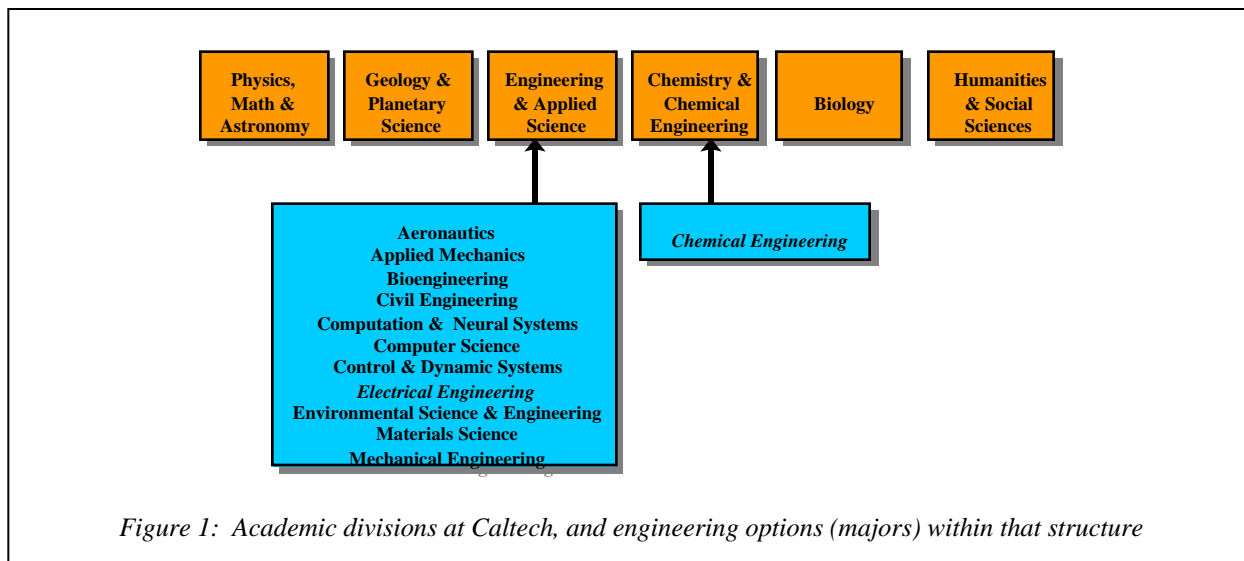 Physics,
Math &
Astronomy
Geology &
Planetary
Science
Engineering
& Applied
Science
Chemistry &
Chemical
Engineering
Biology
Humanities
& Social
Sciences
Aeronautics
Applied Mechanics
Bioengineering
Civil Engineering
Computation & Neural Systems
Computer Science
Control & Dynamic Systems
Electrical Engineering
Environmental Science & Engineering
Materials Science
Mechanical Engineering
Chemical Engineering
Figure 1: Academic divisions at Caltech, and engineering options (majors) within that structure